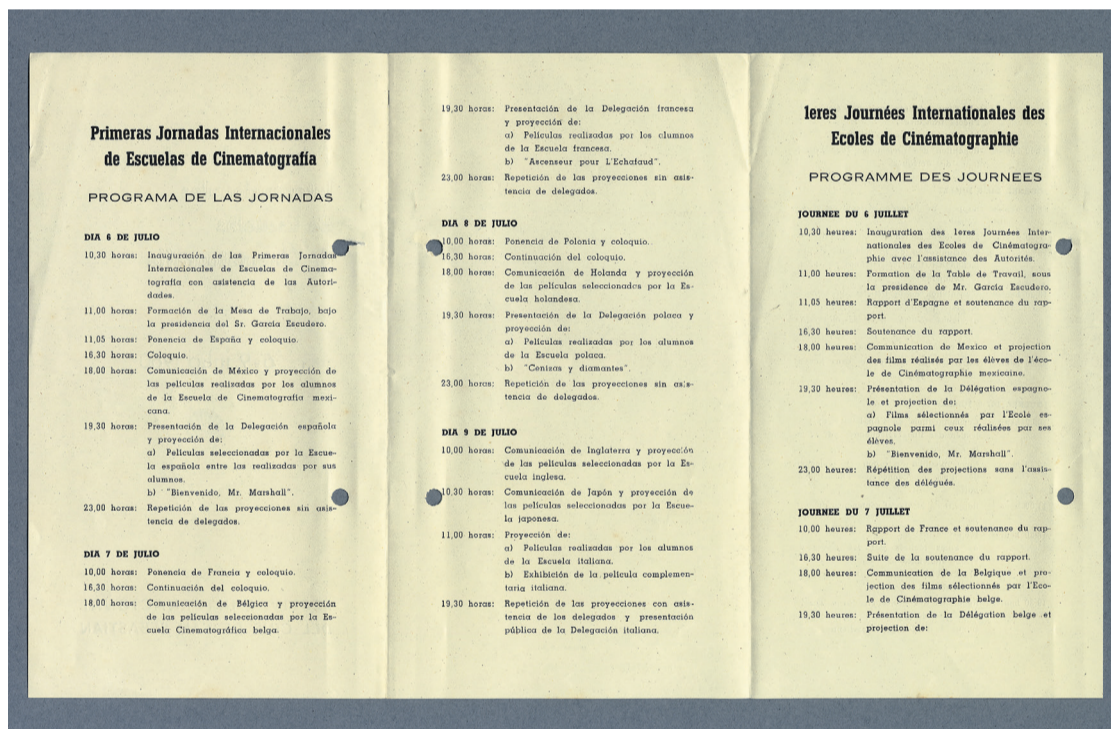 Primeras Jornadas Internacionales
de Escuelas de Cinematografía
PROGRAMA DE LAS JORNADAS
DIA 6 DE JULIO
10,30 horas: Inauguración de las Primeras Jornadas
Internacionales de Escuelas de Cinema-
tografía con asistencia de las Autori-
dades.
11,00 horas: Formación de la Mesa de Trabajo, bajo
la presidencia del Sr. García Escudero.
11,05 horas: Ponencia de España y coloquio.
16,30 horas: Coloquio.
18,00 horas: Comunicación de México y proyección de
las películas realizadas por los alumnos
de la Escuela de Cinematografía mexi-
cana.
19,30 horas: Presentación de la Delegación española
y proyección de:
a) Películas seleccionadas por la Escue-
la española entre las realizadas por sus
alumnos.
b) "Bienvenido, Mr. Marshall".
23,00 horas: Repetición de las proyecciones sin asis-
tencia de delegados.
DIA 7 DE JULIO
10,00 horas: Ponencia de Francia y coloquio.
16,30 horas: Continuación del coloquio.
18,00 horas: Comunicación de Bélgica y proyección
de las películas seleccionadas por la Es-
cuela Cinematográfica belga.
19,30 horas: Presentación de la Delegación francesa
y proyección de:
a) Películas realizadas por los alumnos
de la Escuela francesa.
b) "Ascenseur pour L'Echafaud".
23,00 horas: Repetición de las proyecciones sin asis-
tencia de delegados.
DIA 8 DE JULIO
10,00 horas: Ponencia de Polonia y coloquio.
16,30 horas: Continuación del coloquio.
18,00 horas: Comunicación de Holanda y proyección
de las películas seleccionadas por la Es-
cuela holandesa.
19,30 horas: Presentación de la Delegación polaca y
proyección de:
a) Películas realizadas por los alumnos
de la Escuela polaca.
b) "Cenizas y diamantes".
23,00 horas: Repetición de las proyecciones sin asis-
tencia de delegados.
DIA 9 DE JULIO
10,00 horas: Comunicación de Inglaterra y proyección
de las películas seleccionadas por la Es-
cuela inglesa.
10,30 horas: Comunicación de Japón y proyección de
las películas seleccionadas por la Escue-
la japonesa.
11,00 horas: Proyección de:
a) Películas realizadas por los alumnos
de la Escuela italiana.
b) Exhibición de la película complemen-
taria italiana.
19,30 horas: Repetición de las proyecciones con asis-
tencia de los delegados y presentación
pública de la Delegación italiana.
1eres Journées Internationales des
Ecoles de Cinématographie
PROGRAMME DES JOURNEES
JOURNEE DU 6 JUILLET
10,30 heures: Inauguration des 1eres Journées Inter-
nationales des Ecoles de Cinématogra-
phie avec l'assistance des Autorités.
11,00 heures: Formation de la Table de Travail, sous
la presidence de Mr. García Escudero.
11,05 heures: Rapport d'Espagne et soutenance du rap-
port.
16,30 heures: Soutenance du rapport.
18,00 heures: Communication de Mexico et projection
des films réalisés par les élèves de l'éco-
le de Cinématographie mexicaine.
19,30 heures: Présentation de la Délégation espagno-
le et projection de:
a) Films sélectionnés par l'Ecole es-
pagnole parmi ceux réalisées par ses
élèves.
b) "Bienvenido, Mr. Marshall".
23,00 heures: Répétition des projections sans l'assis-
tance des délégués.
JOURNEE DU 7 JUILLET
10,00 heures: Rapport de France et soutenance du rap-
port.
16,30 heures: Suite de la soutenance du rapport.
18,00 heures: Communication de la Belgique et pro-
jection des films sélectionnés par l'Eco-
le de Cinématographie belge.
19,30 heures: Présentation de la Délégation belge et
projection de: